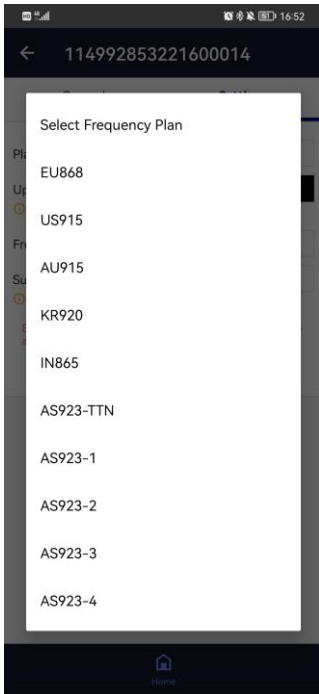 16:52
114992853221600014
Select Frequency Plan
EU868
US915
AU915
KR920
IN865
AS923-TTN
AS923-1
AS923-2
AS923-3
AS923-4
Home